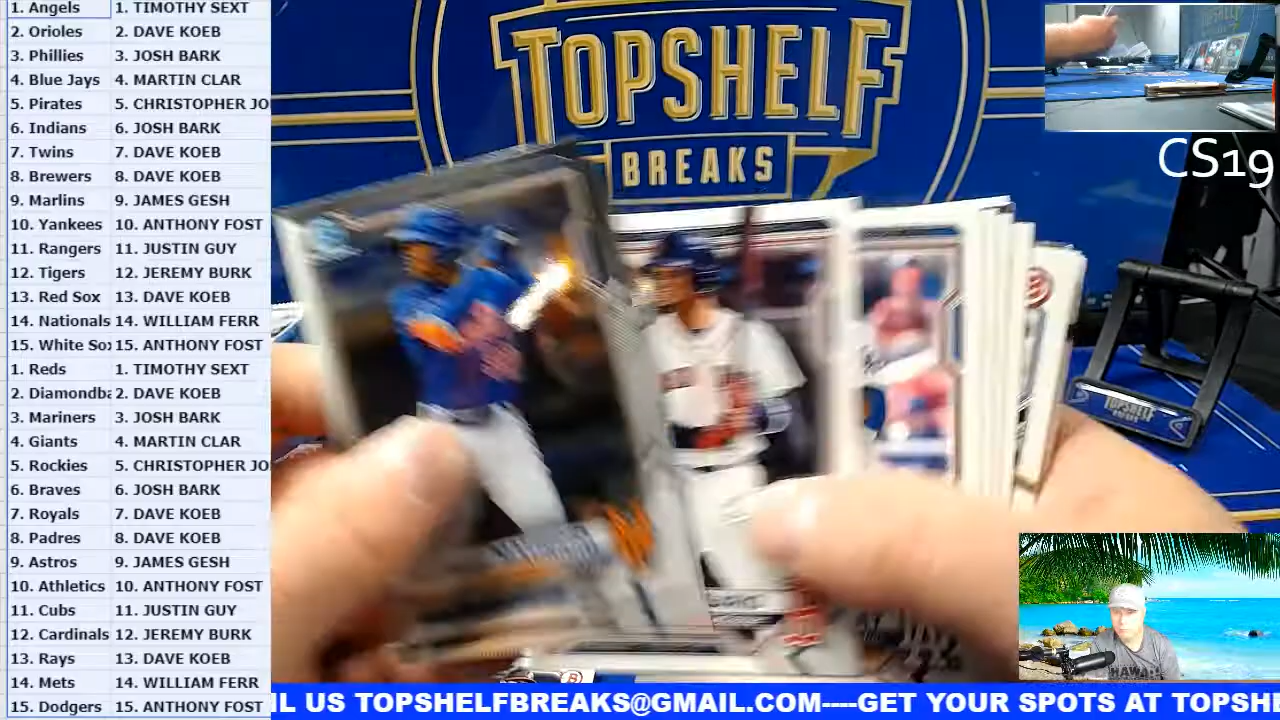 1. Angels 1. TIMOTHY SEXT
2. Orioles 2. DAVE KOEB
3. Phillies 3. JOSH BARK
4. Blue Jays 4. MARTIN CLAR
5. Pirates 5. CHRISTOPHER JO
6. Indians 6. JOSH BARK
7. Twins 7. DAVE KOEB
8. Brewers 8. DAVE KOEB
9. Marlins 9. JAMES GESH
10. Yankees 10. ANTHONY FOST
11. Rangers 11. JUSTIN GUY
12. Tigers 12. JEREMY BURK
13. Red Sox 13. DAVE KOEB
14. Nationals 14. WILLIAM FERR
15. White Sox 15. ANTHONY FOST
1. Reds 1. TIMOTHY SEXT
2. Diamondba 2. DAVE KOEB
3. Mariners 3. JOSH BARK
4. Giants 4. MARTIN CLAR
5. Rockies 5. CHRISTOPHER JO
6. Braves 6. JOSH BARK
7. Royals 7. DAVE KOEB
8. Padres 8. DAVE KOEB
9. Astros 9. JAMES GESH
10. Athletics 10. ANTHONY FOST
11. Cubs 11. JUSTIN GUY
12. Cardinals 12. JEREMY BURK
13. Rays 13. DAVE KOEB
14. Mets 14. WILLIAM FERR
15. Dodgers 15. ANTHONY FOST
TOPSHELF
BREAKS
CS19
TOPSHELF
IL US TOPSHELFBREAKS@GMAIL.COM----GET YOUR SPOTS AT TOPSH